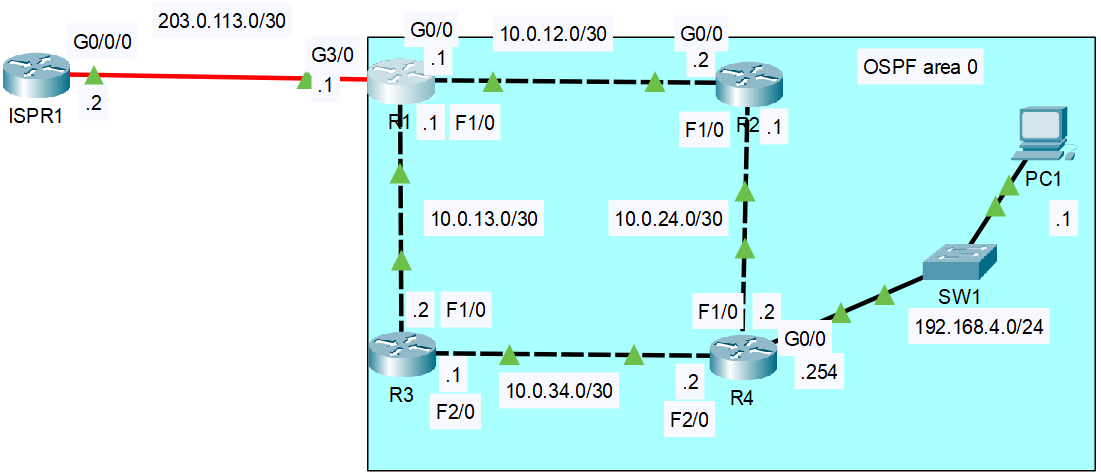 203.0.113.0/30
G0/0
10.0.12.0/30
G0/0
G0/0/0
G3/0
.1
.2
OSPF area 0
.2
.1
ISPR1
R1
.1
F1/0
F1/0
R2
.1
PC1
10.0.13.0/30
10.0.24.0/30
.1
SW1
.2
F1/0
F1/0
.2
192.168.4.0/24
G0/0
.1
10.0.34.0/30
.2
.254
R3
R4
F2/0
F2/0